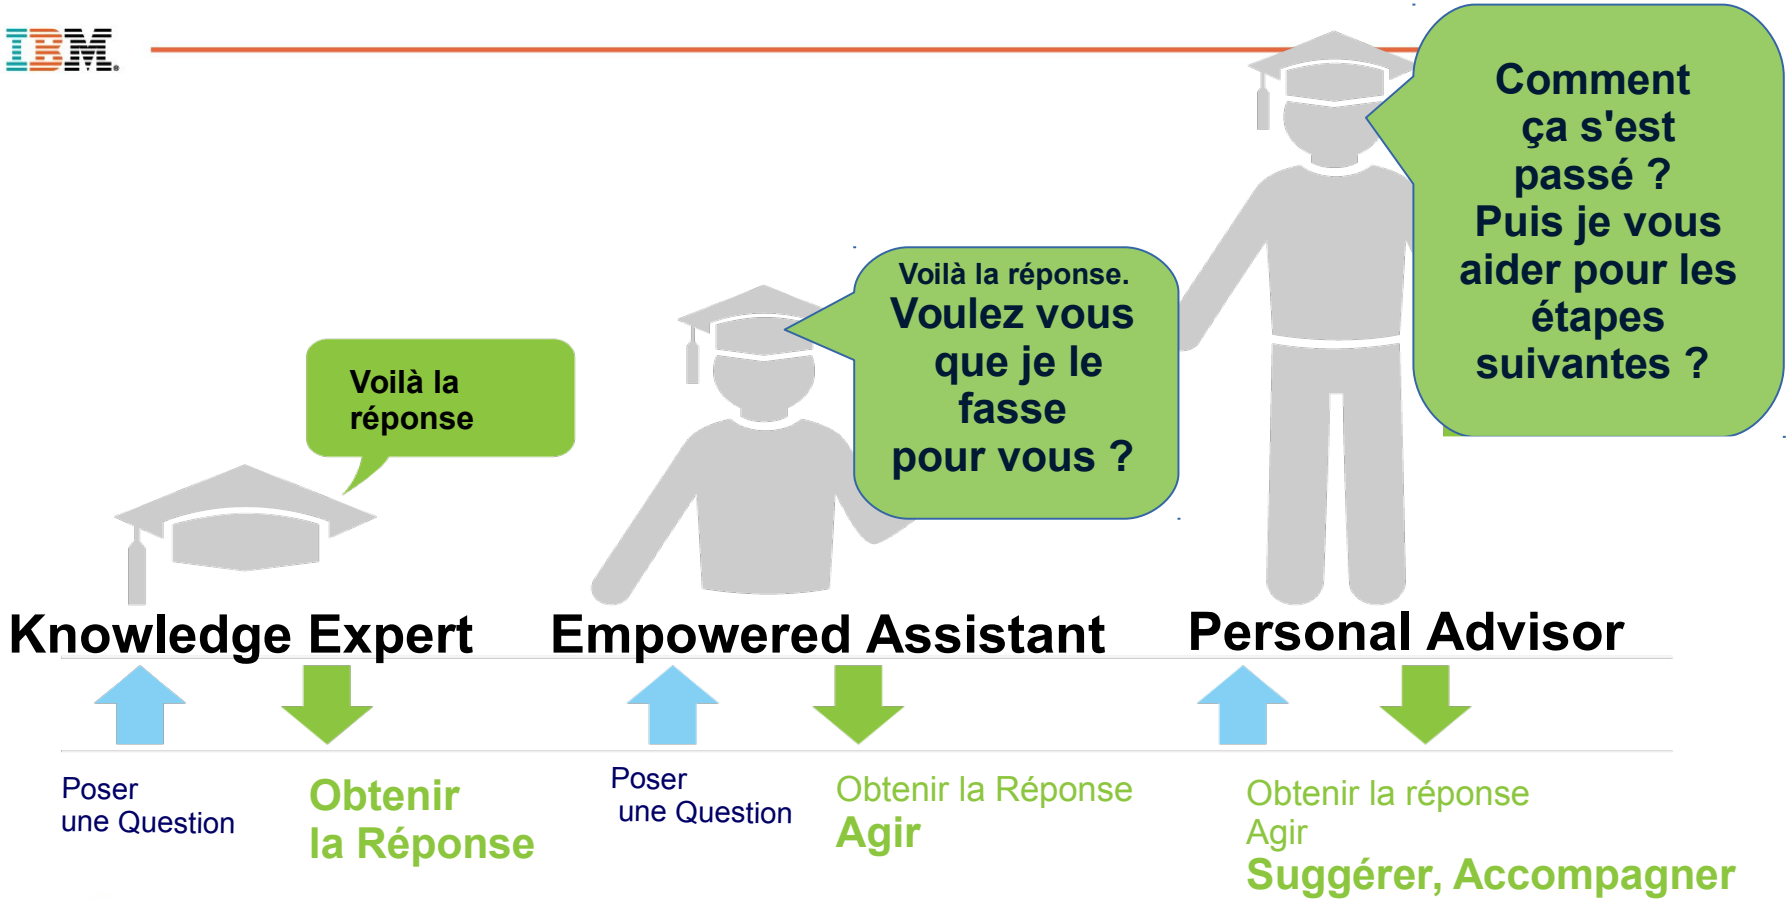 IBM.
Comment
ça s'est
passé ?
Puis je vous
aider pour les
étapes
suivantes ?
Voilà la réponse.
Voulez vous
que je le
fasse
pour vous ?
Voilà la
réponse
Knowledge Expert
Empowered Assistant
Personal Advisor
Poser
une Question
Obtenir
la Réponse
Poser
une Question
Obtenir la Réponse
Agir
Obtenir la réponse
Agir
Suggérer, Accompagner